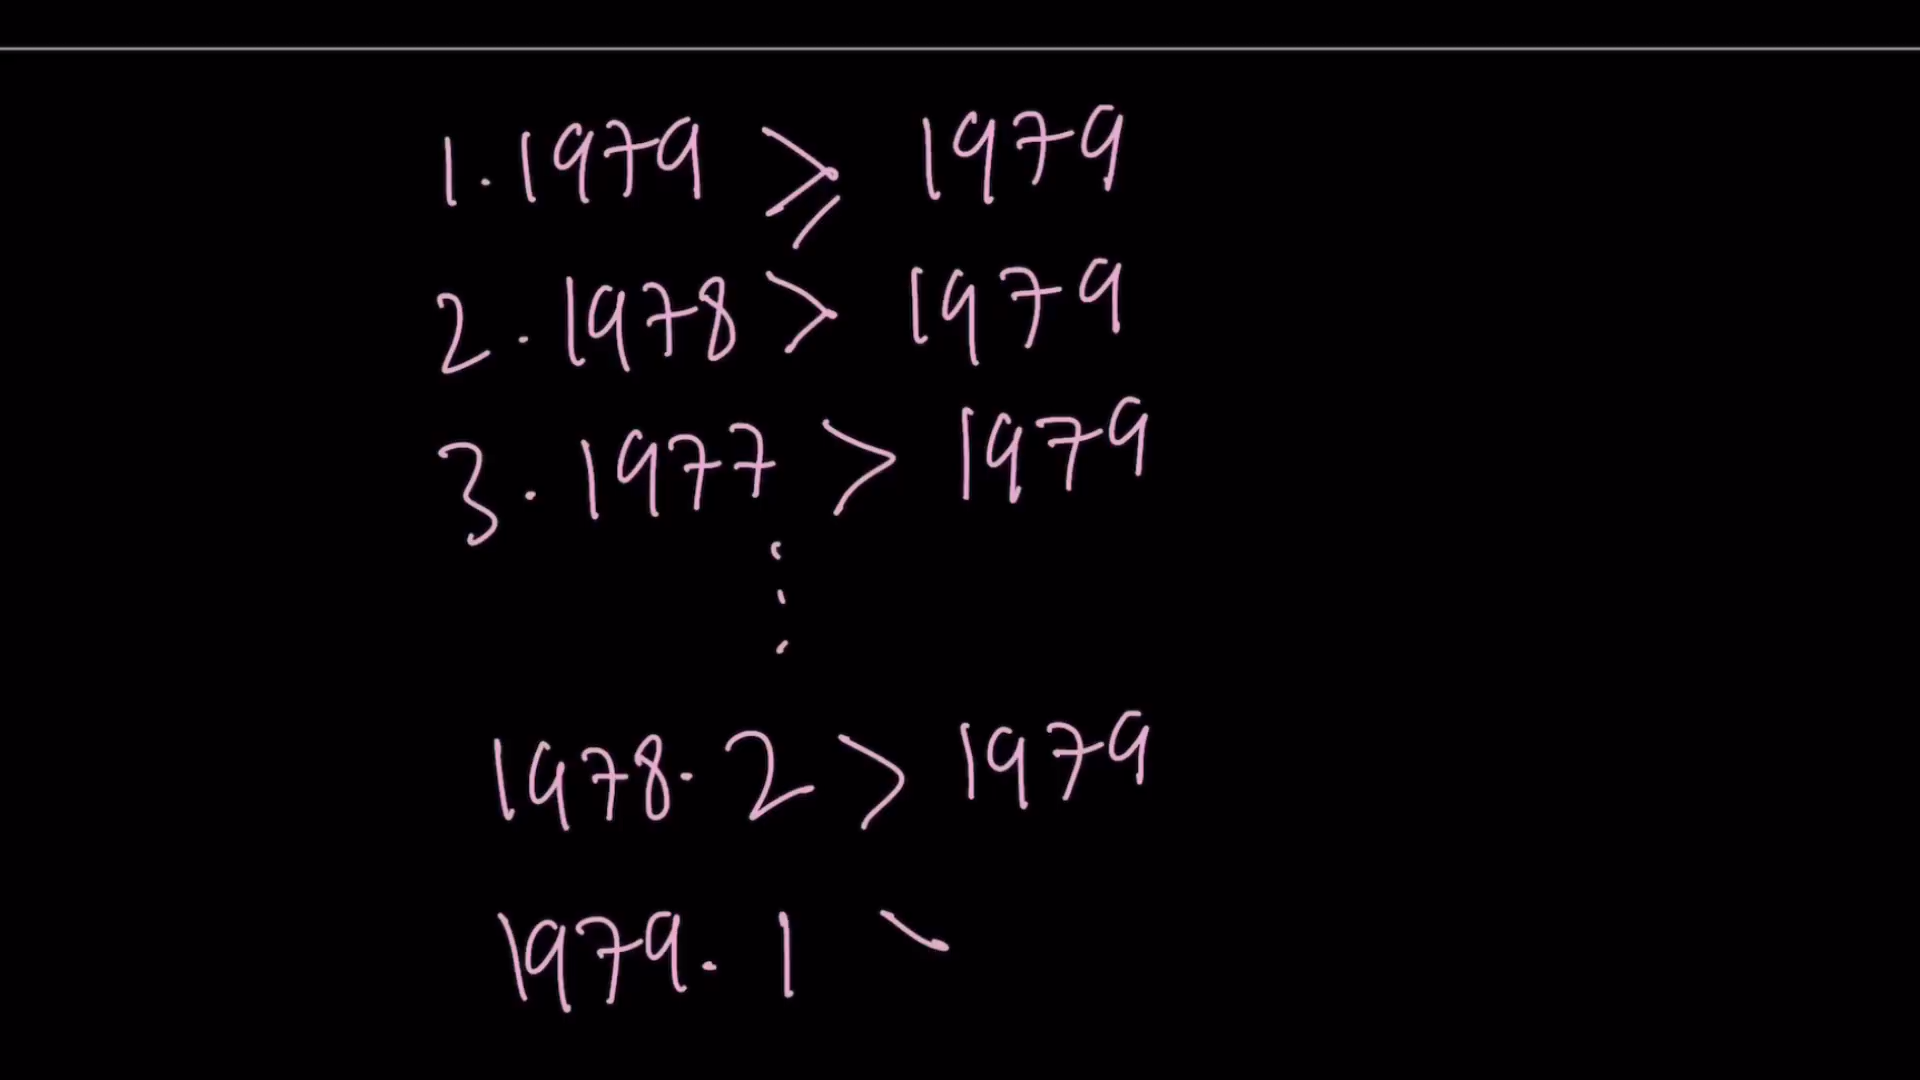 1 · 1979 ⩾ 1979
2 · 1978 > 1979
3 · 1977 > 1979
⋮
1978 · 2 > 1979
1979 · 1